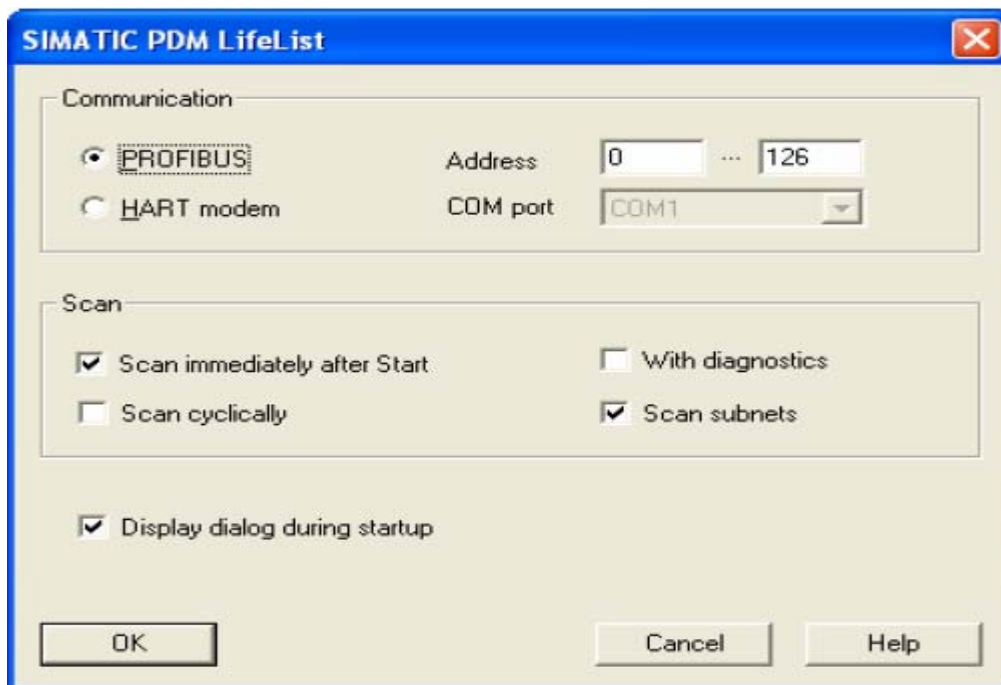 SIMATIC PDM LifeList
Communication
PROFIBUS
Address 0 ... 126
HART modem
COM port COM1
Scan
Scan immediately after Start
With diagnostics
Scan cyclically
Scan subnets
Display dialog during startup
OK Cancel Help